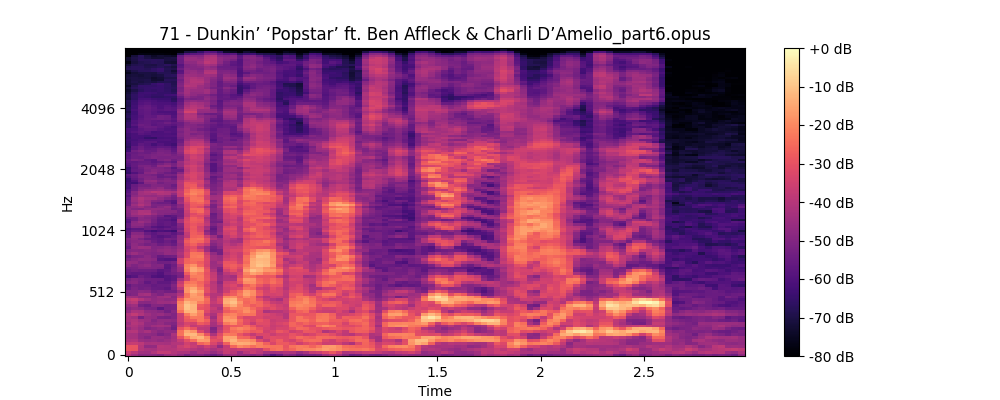 71 - Dunkin’ ‘Popstar’ ft. Ben Affleck & Charli D’Amelio_part6.opus
+0 dB
-10 dB
-20 dB
-30 dB
-40 dB
-50 dB
-60 dB
-70 dB
-80 dB
4096
2048
1024
512
0
Hz
0
0.5
1
1.5
2
2.5
Time